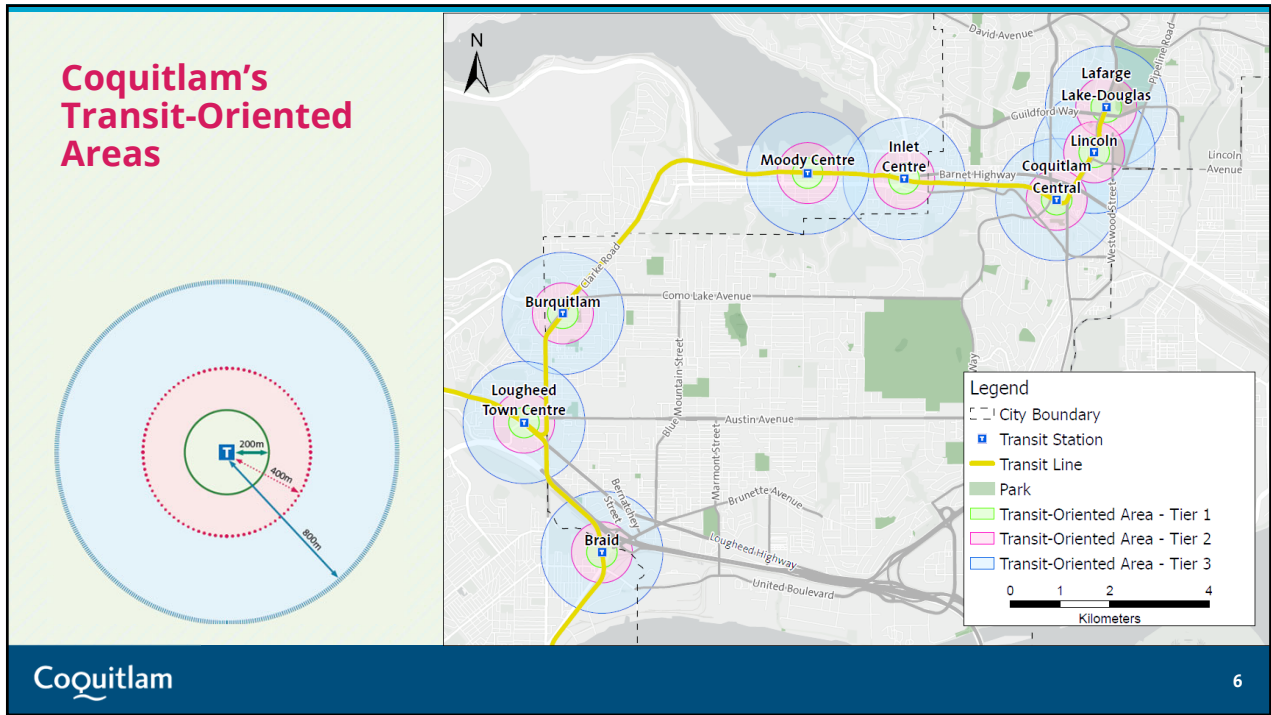 Coquitlam's
Transit-Oriented
Areas
T
200m
400m
800m
N
David Avenue
Pipeline Road
Lafarge
Lake-Douglas
Guildford Way
Lincoln
Lincoln
Avenue
Moody Centre
Inlet
Centre
Barnet Highway
Coquitlam
Central
Westwood Street
Clarke Road
Burquitlam
Como Lake Avenue
Blue Mountain Street
Way
Lougheed
Town Centre
Austin Avenue
Marmont Street
Bernatchey
Street
Brunette Avenue
Braid
Lougheed Highway
United Boulevard
Legend
City Boundary
T Transit Station
Transit Line
Park
Transit-Oriented Area - Tier 1
Transit-Oriented Area - Tier 2
Transit-Oriented Area - Tier 3
0 1 2 4
Kilometers
Coquitlam
6